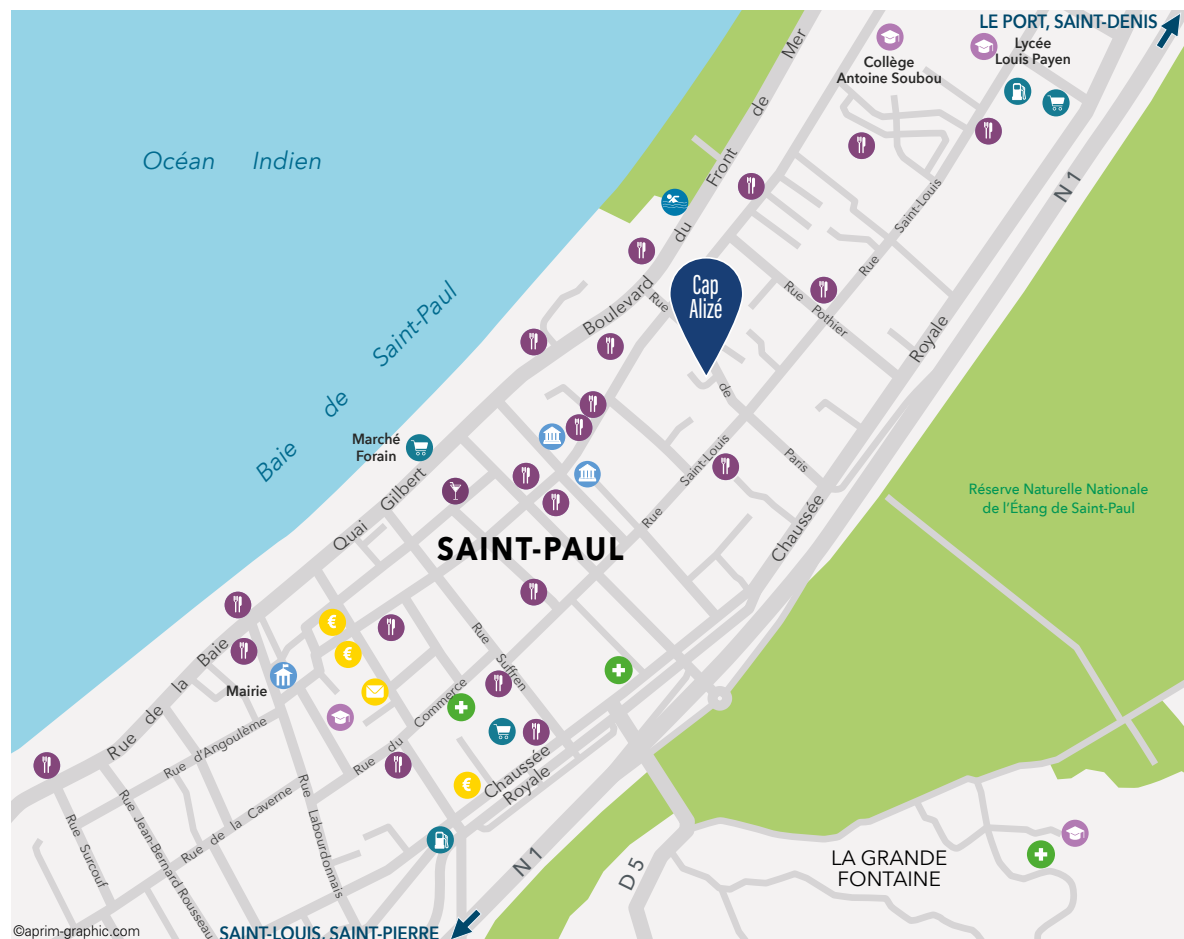 LE PORT, SAINT-DENIS
Lycée
Louis Payen
Collège
Antoine Soubou
Océan Indien
Baie de Saint-Paul
Boulevard du Front de Mer
N 1
Rue Saint-Louis
Rue Pothier
Cap
Alizé
Rue de Paris
Chaussée Royale
Marché
Forain
Quai Gilbert
Rue Saint-Louis
Réserve Naturelle Nationale
de l'Étang de Saint-Paul
SAINT-PAUL
Rue de la Baie
Rue Suffren
Mairie
Rue d'Angoulême
Rue du Commerce
Chaussée
Royale
Rue de la Caverne
Rue Labourdonnais
Rue Jean-Bernard Rousseau
Rue Surcouf
N 1
D 5
LA GRANDE
FONTAINE
SAINT-LOUIS, SAINT-PIERRE
©aprim-graphic.com
€
€
€